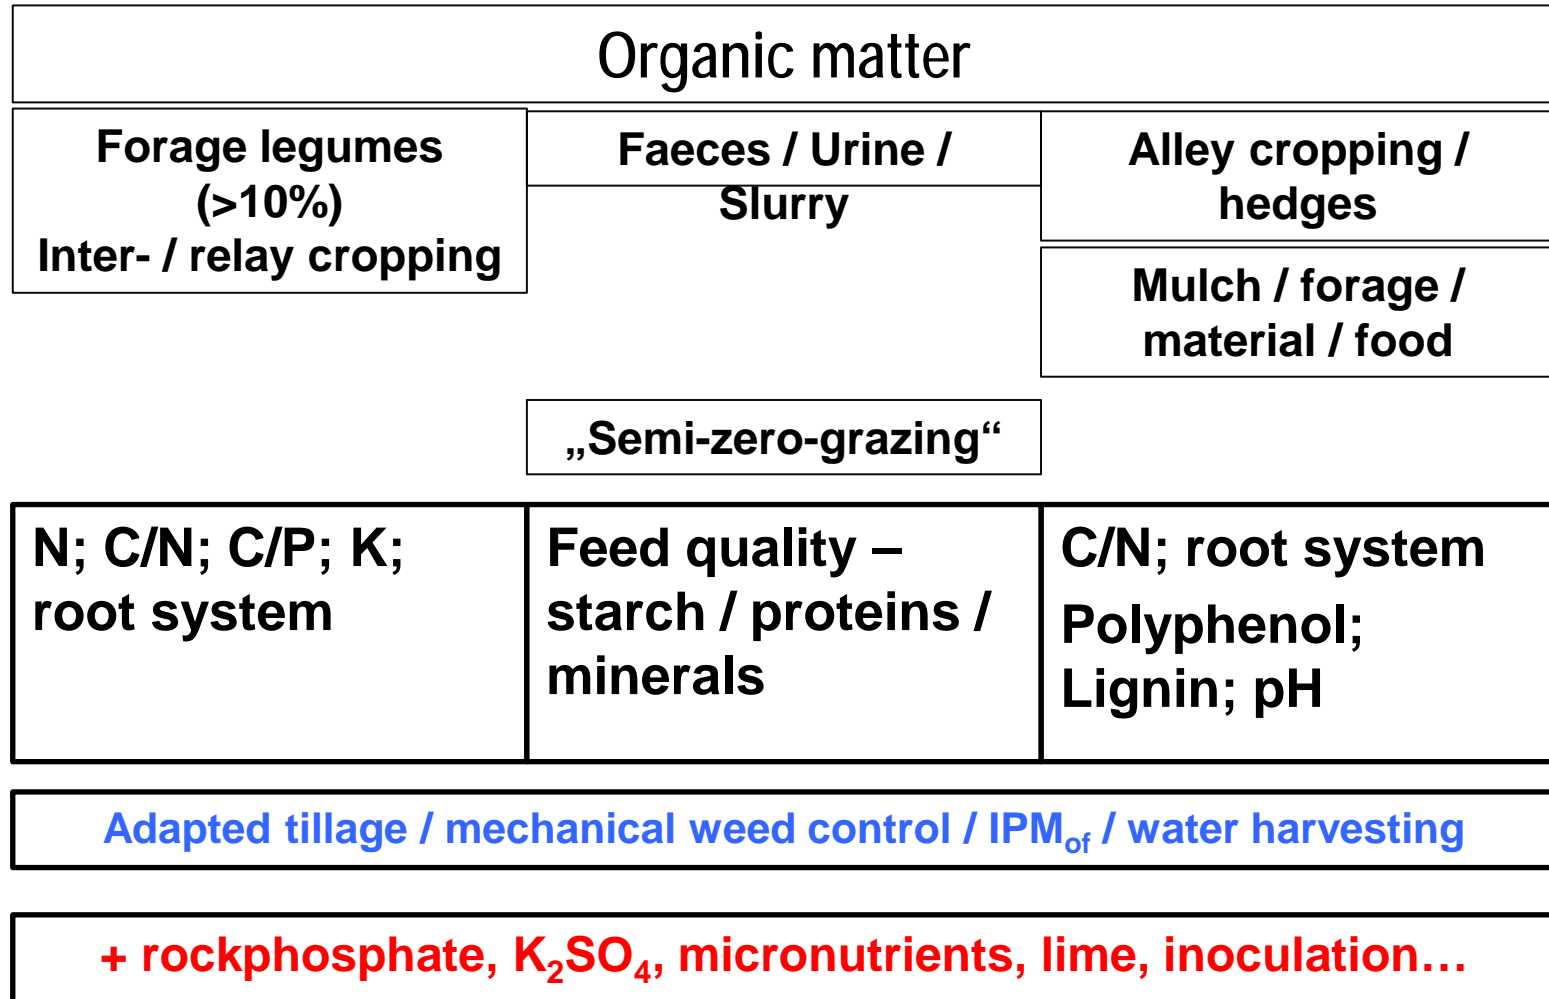 Organic matter
Forage legumes
(>10%)
Inter- / relay cropping
Faeces / Urine /
Slurry
Alley cropping /
hedges
Mulch / forage /
material / food
„Semi-zero-grazing“
N; C/N; C/P; K;
root system
Feed quality –
starch / proteins /
minerals
C/N; root system
Polyphenol;
Lignin; pH
Adapted tillage / mechanical weed control / IPMof / water harvesting
+ rockphosphate, K2SO4, micronutrients, lime, inoculation…